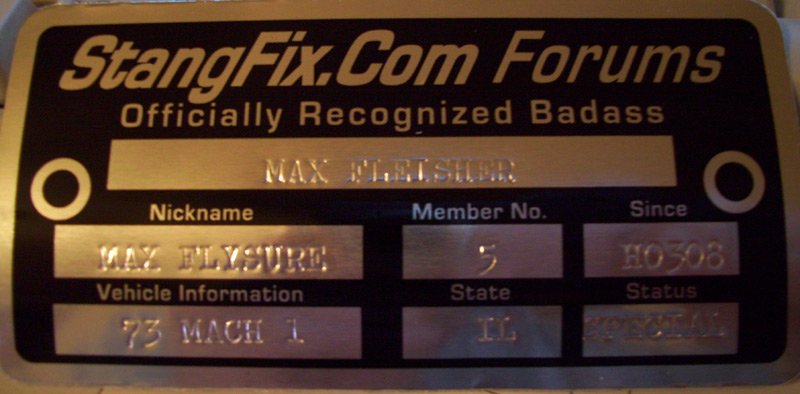 StangFix.Com Forums
Officially Recognized Badass
MAX FLEISHER
Nickname Member No. Since
MAX FLYSURE 5 HO308
Vehicle Information State Status
73 MACH 1 IL SPECIAL